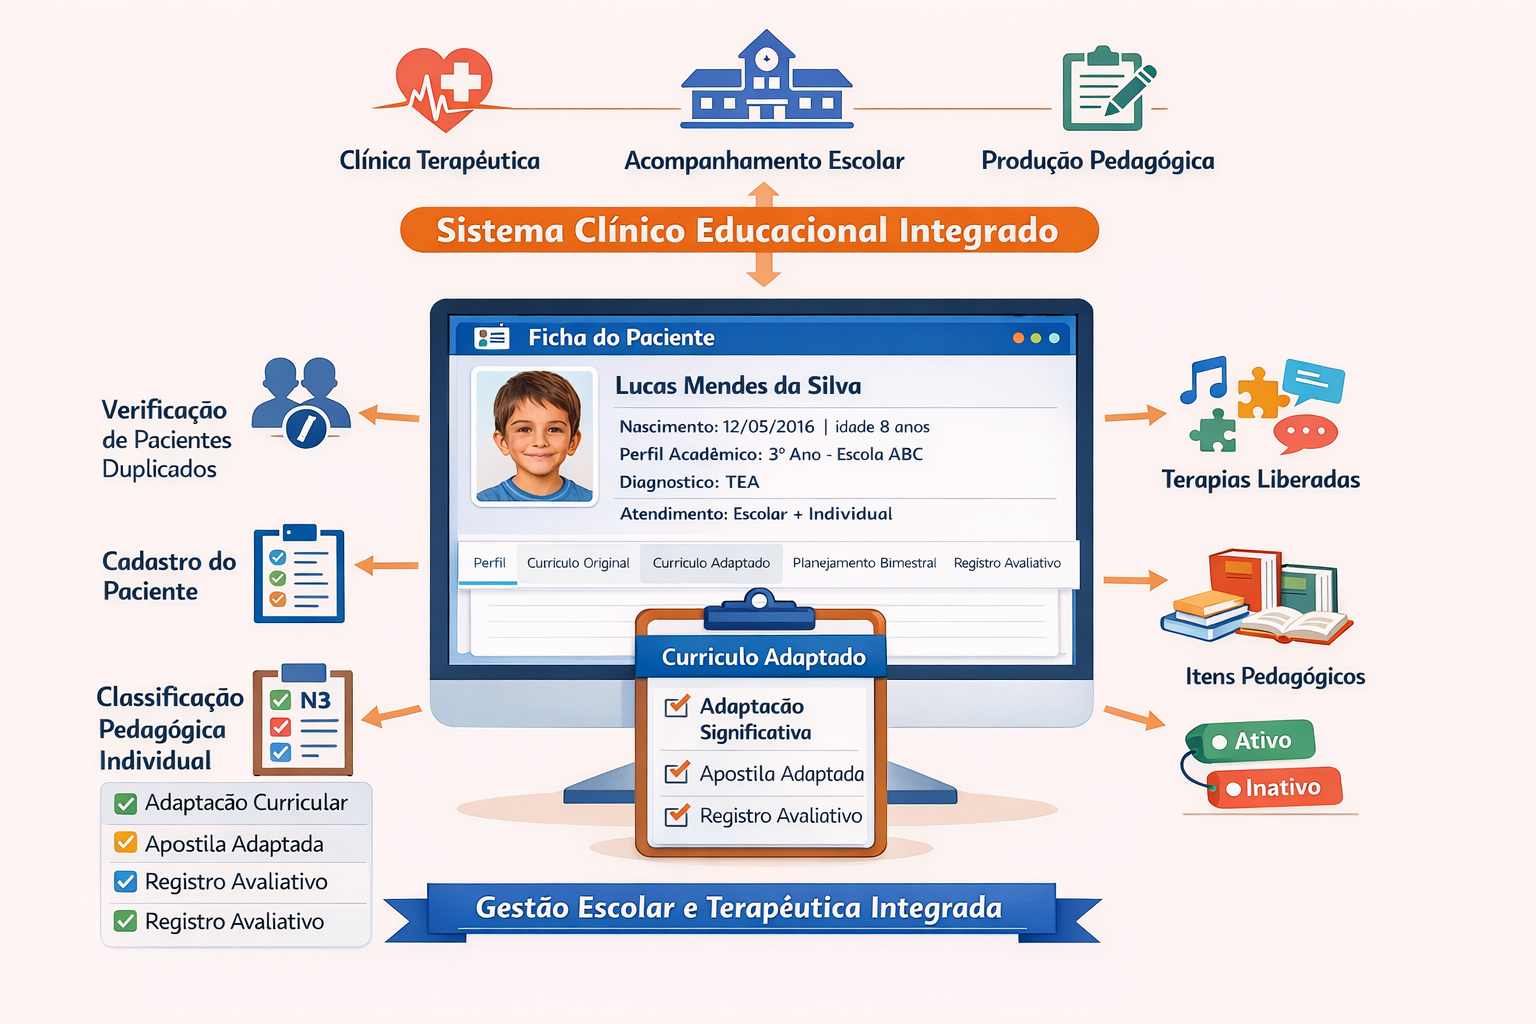 Clínica Terapéutica
Acompanhamento Escolar
Produção Pedagógica
Sistema Clínico Educacional Integrado
Ficha do Paciente
Lucas Mendes da Silva
Nascimento: 12/05/2016 | idade 8 anos
Perfil Acadêmico: 3º Ano - Escola ABC
Diagnostico: TEA
Atendimento: Escolar + Individual
Perfil
Curriculo Original
Curriculo Adaptado
Planejamento Bimestral
Registro Avaliativo
Verificação
de Pacientes
Duplicados
Cadastro do
Paciente
Classificação
Pedagógica
Individual
N3
Adaptacão Curricular
Apostila Adaptada
Registro Avaliativo
Registro Avaliativo
Curriculo Adaptado
Adaptacão
Significativa
Apostila Adaptada
Registro Avaliativo
Terapias Liberadas
Itens Pedagógicos
Ativo
Inativo
Gestão Escolar e Terapéutica Integrada